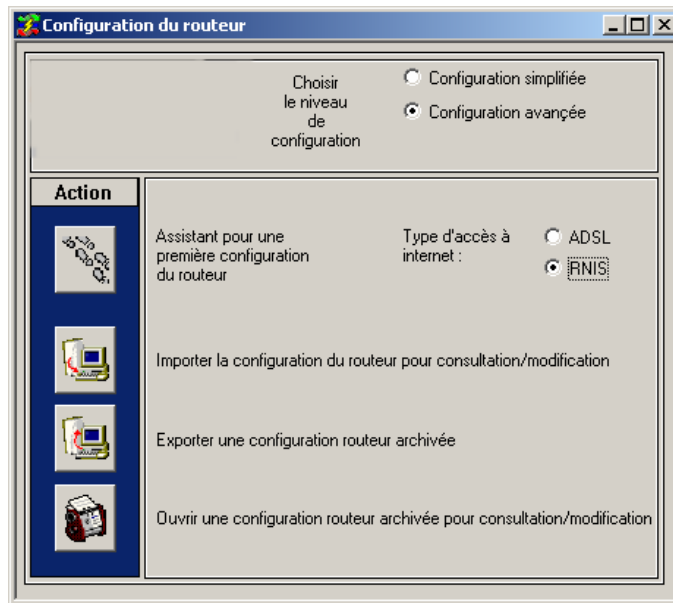 Configuration du routeur
Choisir
le niveau
de
configuration
Configuration simplifiée
Configuration avançée
Action
Assistant pour une
première configuration
du routeur
Type d'accès à
internet :
ADSL
RNIS
Importer la configuration du routeur pour consultation/modification
Exporter une configuration routeur archivée
Ouvrir une configuration routeur archivée pour consultation/modification